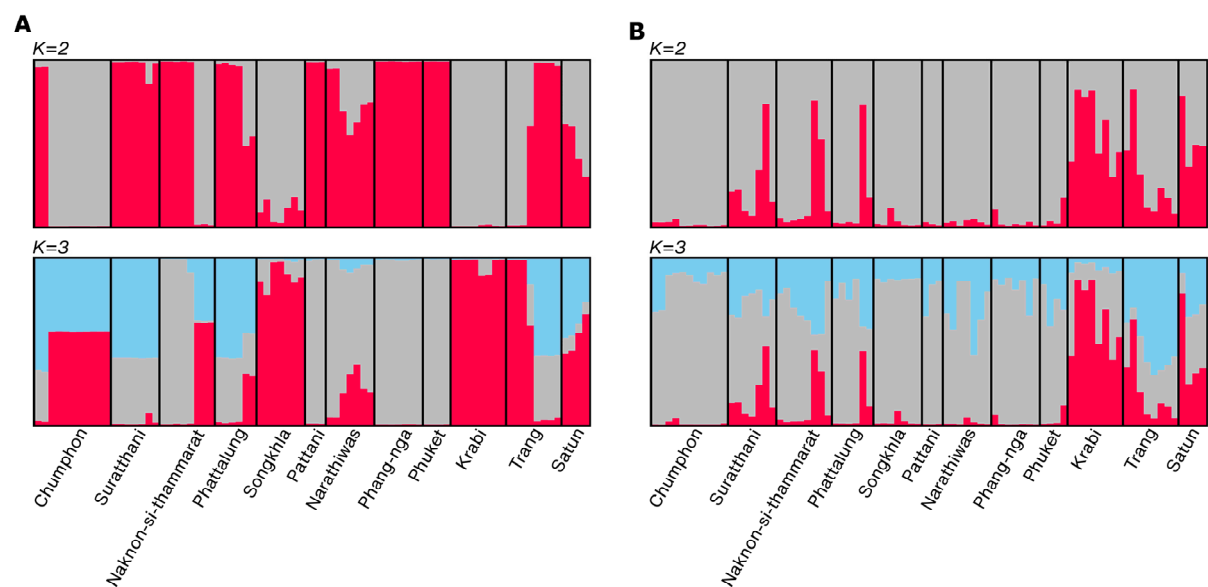 A
K=2
K=3
Chumphon
Suratthani
Naknon-si-thammarat
Phattalung
Songkhla
Pattani
Narathiwas
Phang-nga
Phuket
Krabi
Trang
Satun
B
K=2
K=3
Chumphon
Suratthani
Naknon-si-thammarat
Phattalung
Songkhla
Pattani
Narathiwas
Phang-nga
Phuket
Krabi
Trang
Satun